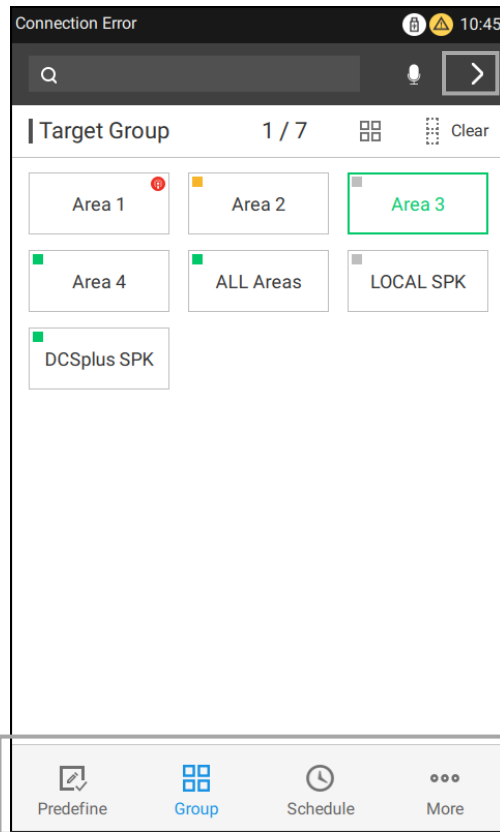 Connection Error 10:45
Target Group 1 / 7 Clear
Area 1 Area 2 Area 3
Area 4 ALL Areas LOCAL SPK
DCSplus SPK
Predefine Group Schedule More